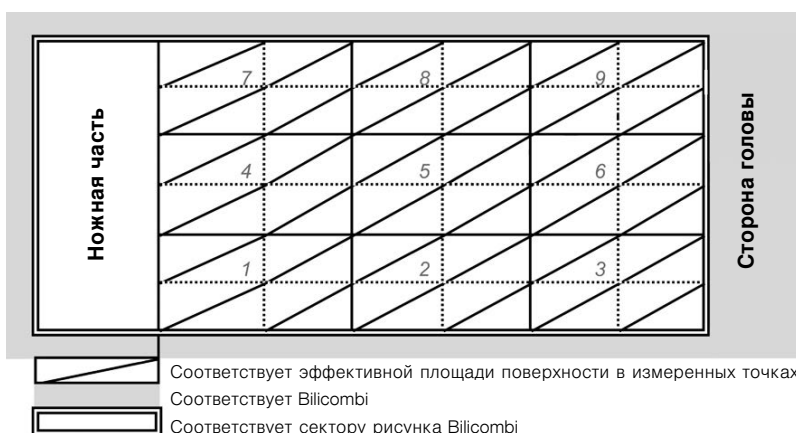 Ножная часть
7 8 9
4 5 6
1 2 3
Сторона головы
Соответствует эффективной площади поверхности в измеренных точках
Соответствует Bilicombi
Соответствует сектору рисунка Bilicombi